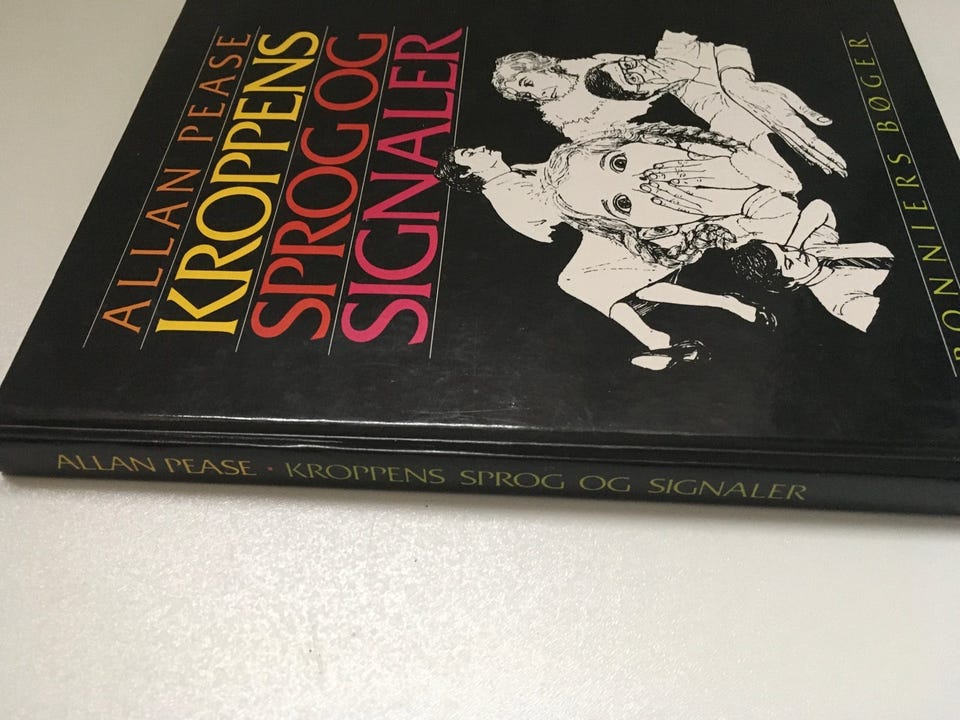 ALLAN PEASE
KROPPENS
SPROG OG
SIGNALER
BONNIERS BØGER
ALLAN PEASE · KROPPENS SPROG OG SIGNALER